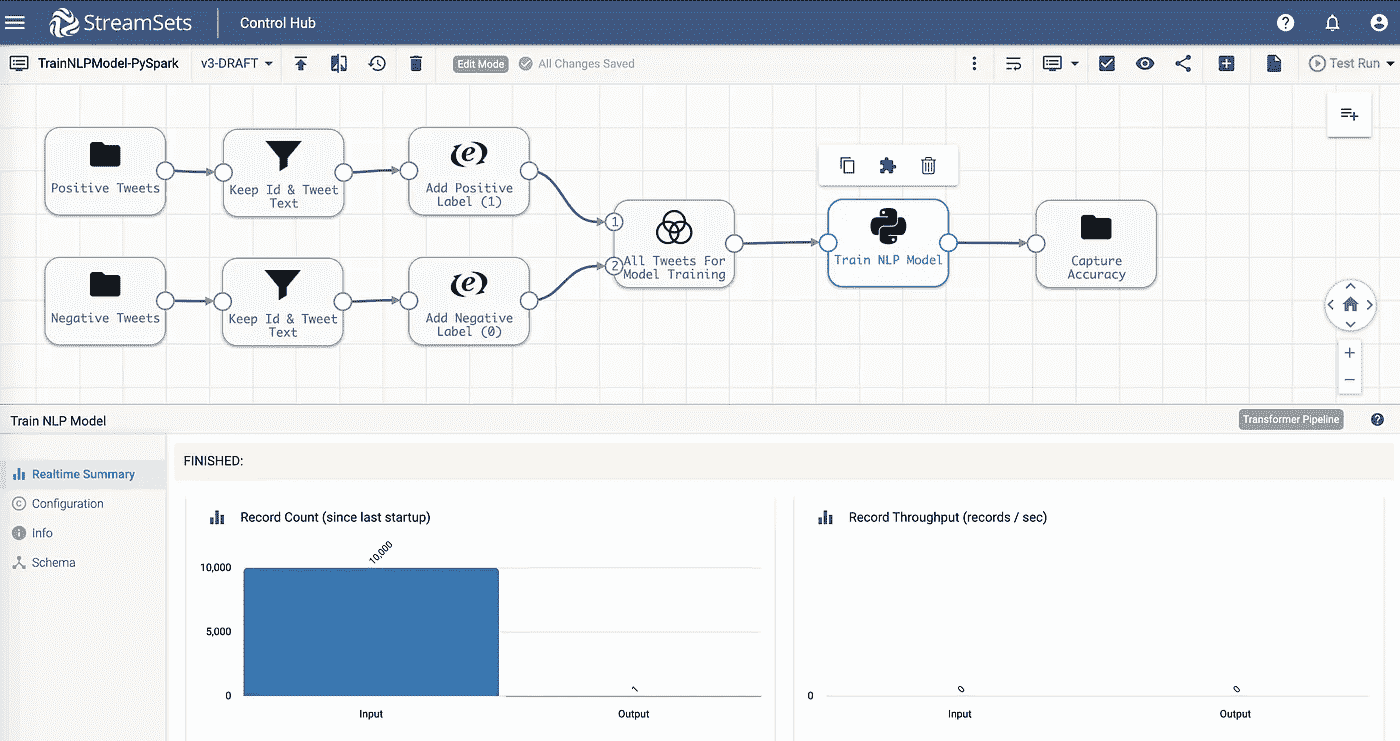 StreamSets
Control Hub
TrainNLPModel-PySpark
v3-DRAFT
Edit Mode
All Changes Saved
Test Run
Positive Tweets
Keep Id & Tweet
Text
Add Positive
Label (1)
Negative Tweets
Keep Id & Tweet
Text
Add Negative
Label (0)
1
2
All Tweets For
Model Training
Train NLP Model
Capture
Accuracy
Train NLP Model
Transformer Pipeline
Realtime Summary
Configuration
Info
Schema
FINISHED:
Record Count (since last startup)
10,000
10,000
5,000
0
1
Input
Output
Record Throughput (records / sec)
0
0
0
Input
Output